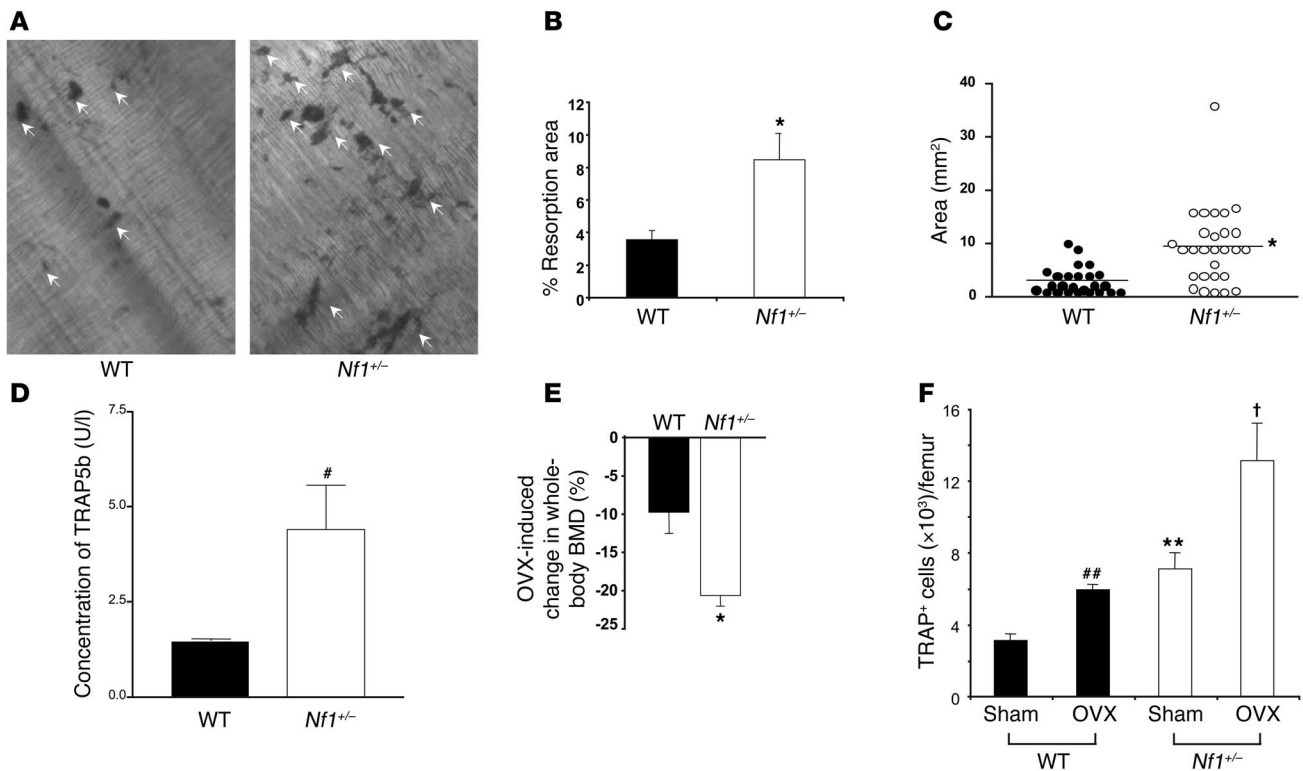 A
WT
Nf1+/–
B
% Resorption area
12
10
8
6
4
2
0
*
WT
Nf1+/–
C
Area (mm²)
40
30
20
10
0
*
WT
Nf1+/–
D
Concentration of TRAP5b (U/l)
7.5
5.0
2.5
0.0
#
WT
Nf1+/–
E
WT
Nf1+/–
OVX-induced
change in whole-
body BMD (%)
0
-5
-10
-15
-20
-25
*
F
TRAP+ cells (×10³)/femur
16
12
8
4
0
##
**
†
Sham
OVX
Sham
OVX
WT
Nf1+/–